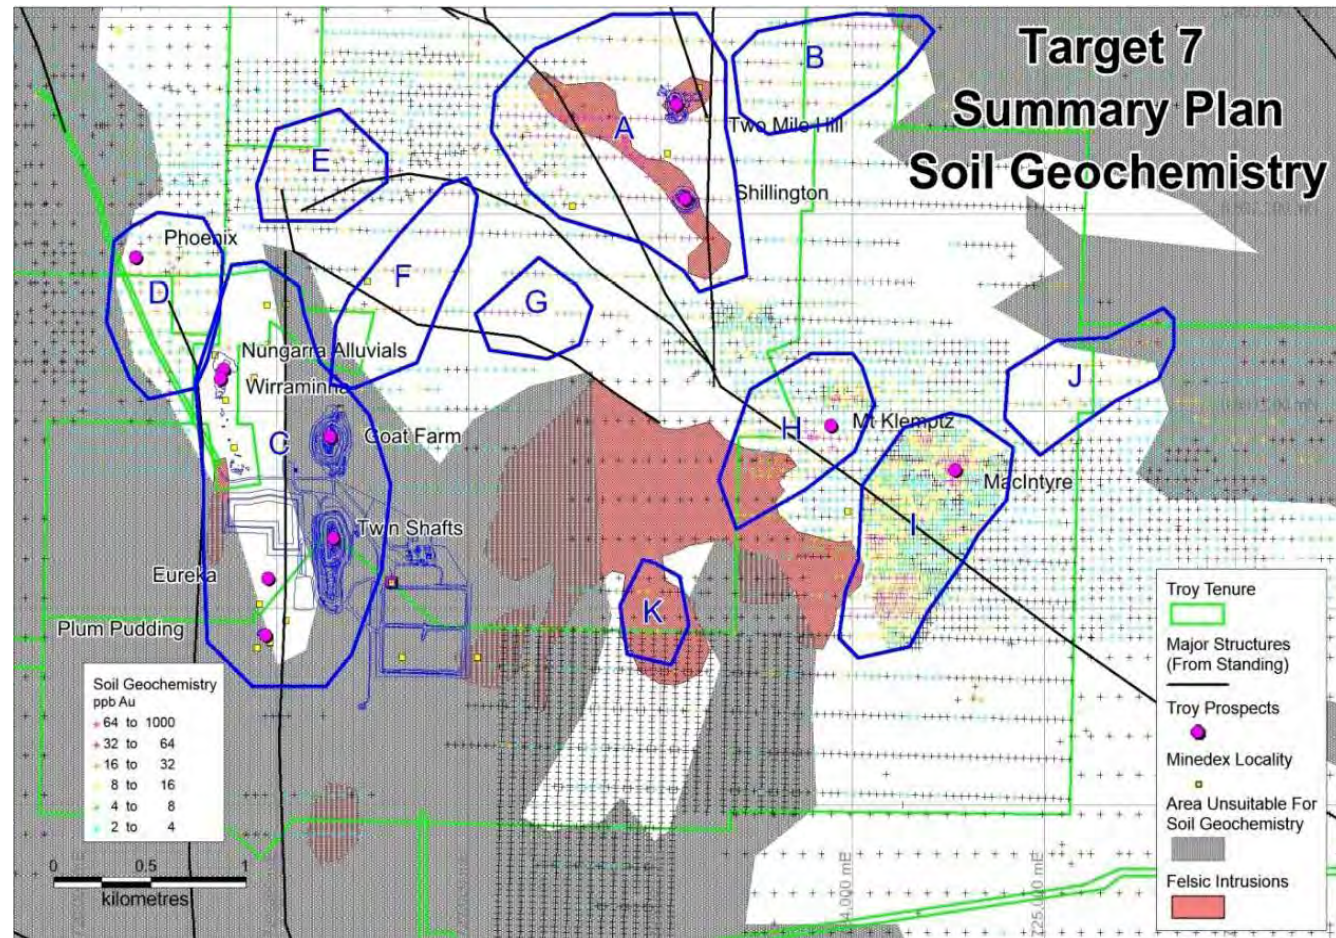 Target 7
Summary Plan
Soil Geochemistry
A
B
Two Mile Hill
Shillington
E
Phoenix
D
F
G
Nungarra Alluvials
Wirraminna
C
Goat Farm
J
H
Mt Klemptz
MacIntyre
I
Twin Shafts
Eureka
K
Plum Pudding
Soil Geochemistry
ppb Au
64 to 1000
32 to 64
16 to 32
8 to 16
4 to 8
2 to 4
0 0.5 1
kilometres
Troy Tenure
Major Structures
(From Standing)
Troy Prospects
Minedex Locality
Area Unsuitable For
Soil Geochemistry
Felsic Intrusions